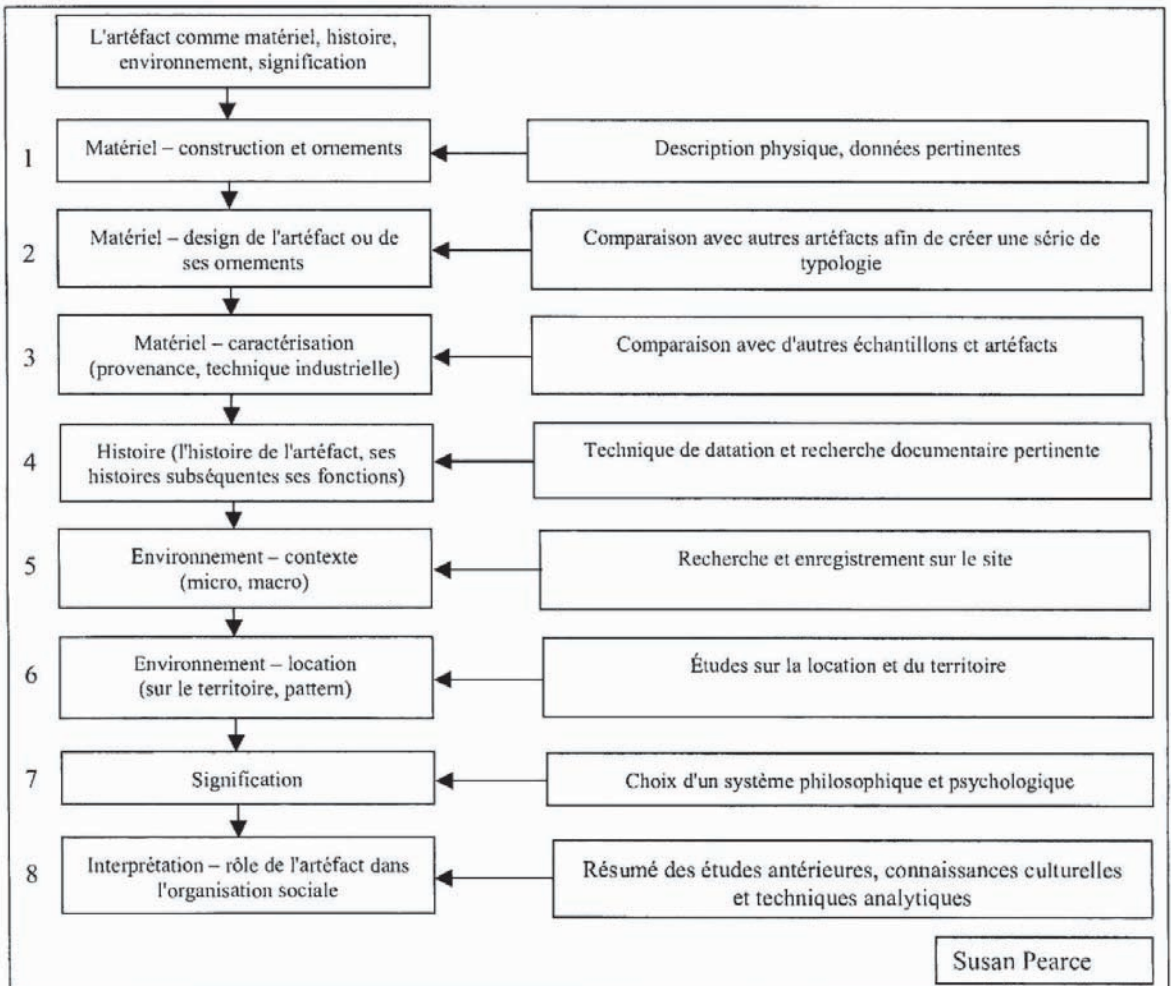 L'artéfact comme matériel, histoire,
environnement, signification
1
Matériel – construction et ornements
Description physique, données pertinentes
2
Matériel – design de l'artéfact ou de
ses ornements
Comparaison avec autres artéfacts afin de créer une série de
typologie
3
Matériel – caractérisation
(provenance, technique industrielle)
Comparaison avec d'autres échantillons et artéfacts
4
Histoire (l'histoire de l'artéfact, ses
histoires subséquentes ses fonctions)
Technique de datation et recherche documentaire pertinente
5
Environnement – contexte
(micro, macro)
Recherche et enregistrement sur le site
6
Environnement – location
(sur le territoire, pattern)
Études sur la location et du territoire
7
Signification
Choix d'un système philosophique et psychologique
8
Interprétation – rôle de l'artéfact dans
l'organisation sociale
Résumé des études antérieures, connaissances culturelles
et techniques analytiques
Susan Pearce